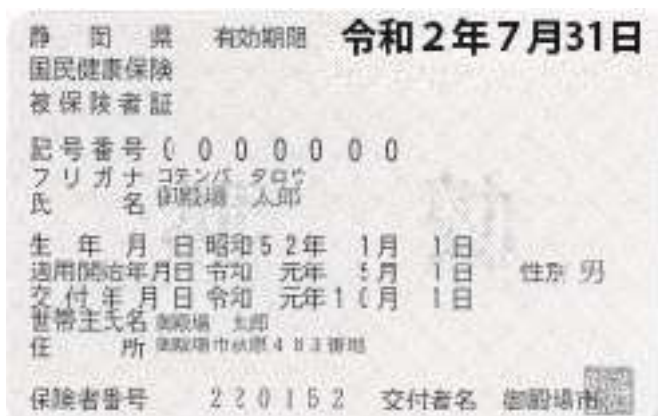 静岡県 有効期限 令和2年7月31日
国民健康保険
被保険者証
記号番号 0 0 0 0 0 0 0
フリガナ ゴテンバ タロウ
氏名 御殿場 太郎
生年月日 昭和52年 1月 1日
適用開始年月日 令和 元年 5月 1日 性別 男
交付年月日 令和 元年10月 1日
世帯主氏名 御殿場 太郎
住所 御殿場市萩原483番地
保険者番号 220152 交付者名 御殿場市